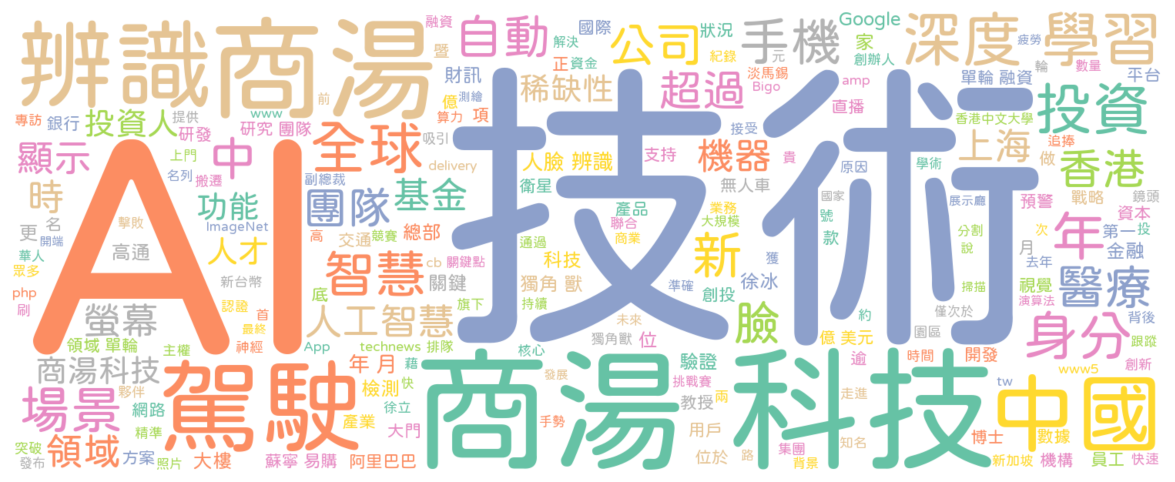 辨識
商湯
自動
公司
手機
深度
學習
融資
暨
解決
國際
狀況
Google
家
創辦人
疲勞
輪
數量
正
資金
紀錄
元
財訊
測繪
稀缺性
超過
淡馬錫
Bigo
amp
直播
單輪 融資
平台
億
算力
項
香港中文大學
投資
前
www
提供
專訪
銀行
投資人
研發
研究 團隊
全球
吸引
接受
追捧
上海
做
香港
顯示
上門
中
名列
搬遷
delivery
人臉 辨識
支持
機器
貴
原因
學術
無人車
副總裁
基金
衛星
國家
展示廳
預警
戰略
鏡頭
時
功能
團隊
產品
業務
大規模
號
資本
更
名
開端
擊敗
ImageNet
高
交通
競賽
總部
通過
聯合
商業
新
款
分割
說
次
月
年
第一
投
去年
金融
華人
眾多
高通
人才
智慧
cb
關鍵點
關鍵
科技
獨角 獸
創投
徐冰
獲
準確
約
掃描
視覺
醫療
演算法
php
刷
新台幣
底
旗下
持續
AI
技術
螢幕
認證
首
最終
人工智慧
未來
獨角獸
位
臉
億 美元
僅次於
園區
身分
背後
跟蹤
創新
領域 單輪
主權
神經
App
technews
排隊
核心
逾
時間
開發
商湯科技
夥伴
駕駛
年 月
藉
檢測
快
商湯
發展
驗證
挑戰賽
科技
走進
www5
tw
中國
場景
網路
精準
產業
徐立
大門
手勢
兩
教授
用戶
集團
知名
博士
數據
突破
發布
領域
方案
照片
大樓
蘇寧 易購
阿里巴巴
位於
路
背景
新加坡
機構
員工
快速